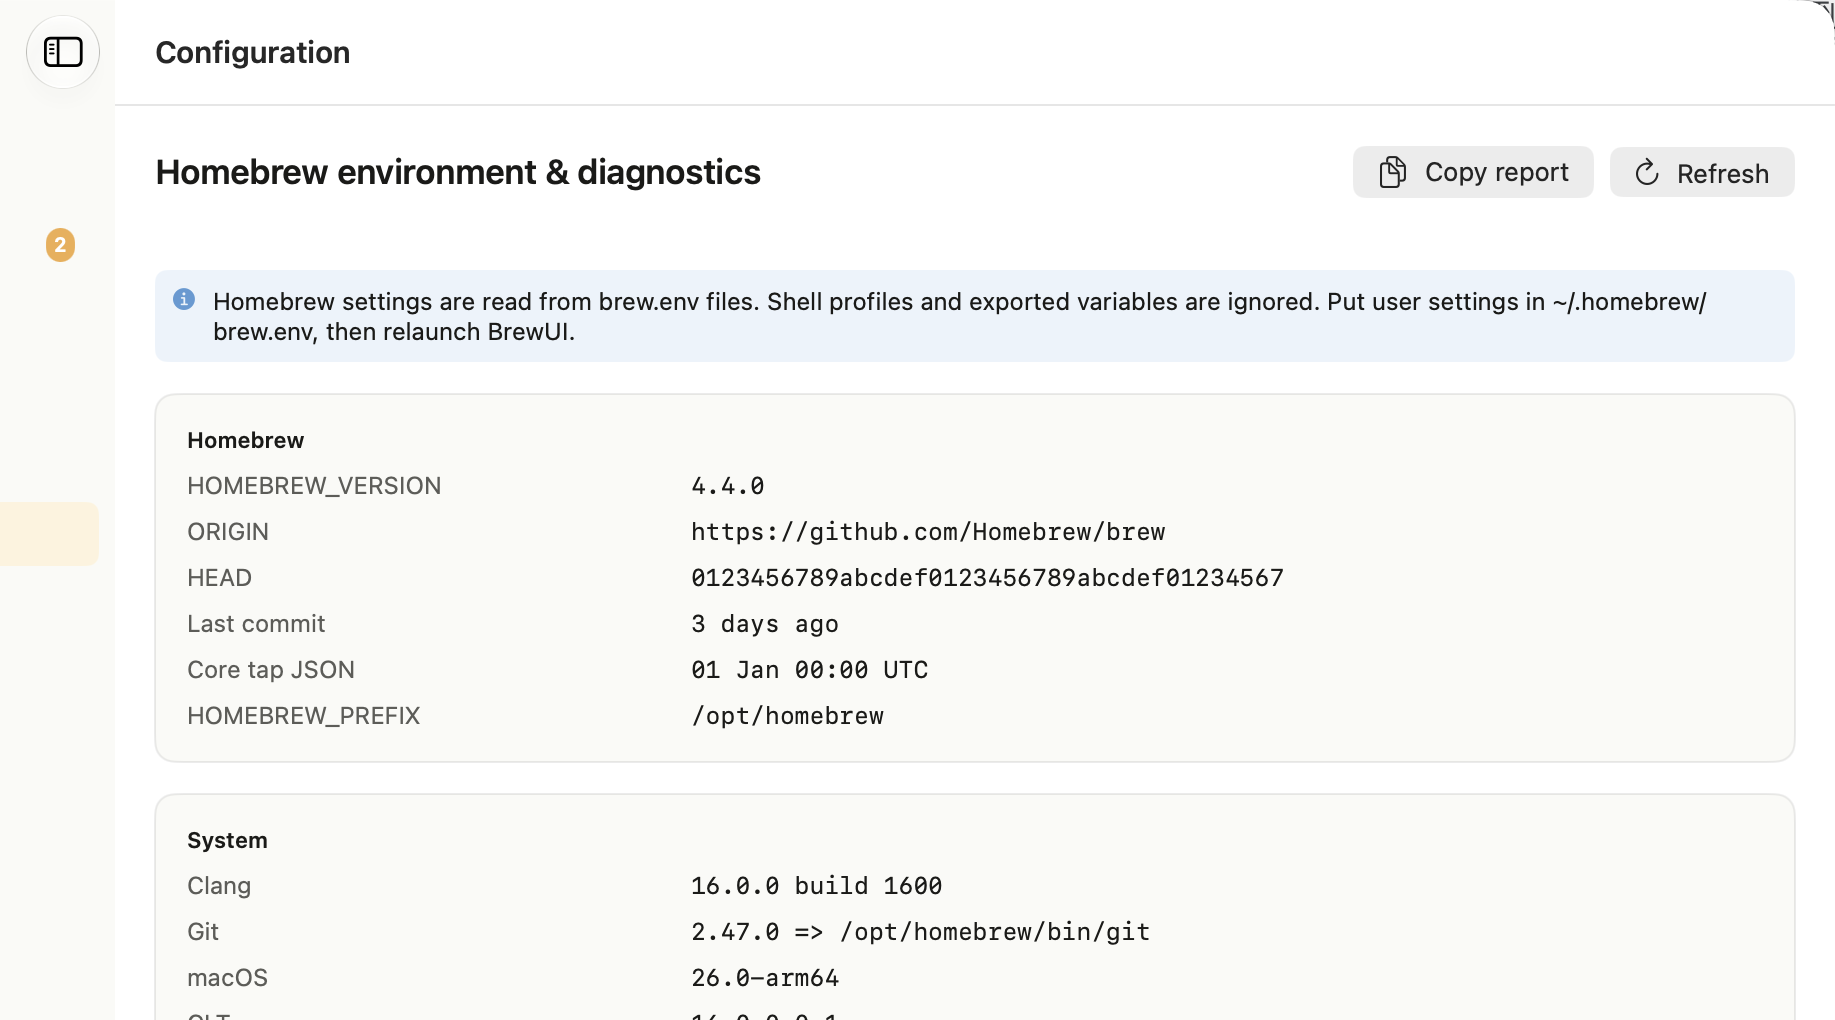 Configuration
Homebrew environment & diagnostics
Copy report
Refresh
2
Homebrew settings are read from brew.env files. Shell profiles and exported variables are ignored. Put user settings in ~/.homebrew/
brew.env, then relaunch BrewUI.
Homebrew
HOMEBREW_VERSION 4.4.0
ORIGIN https://github.com/Homebrew/brew
HEAD 0123456789abcdef0123456789abcdef01234567
Last commit 3 days ago
Core tap JSON 01 Jan 00:00 UTC
HOMEBREW_PREFIX /opt/homebrew
System
Clang 16.0.0 build 1600
Git 2.47.0 => /opt/homebrew/bin/git
macOS 26.0-arm64